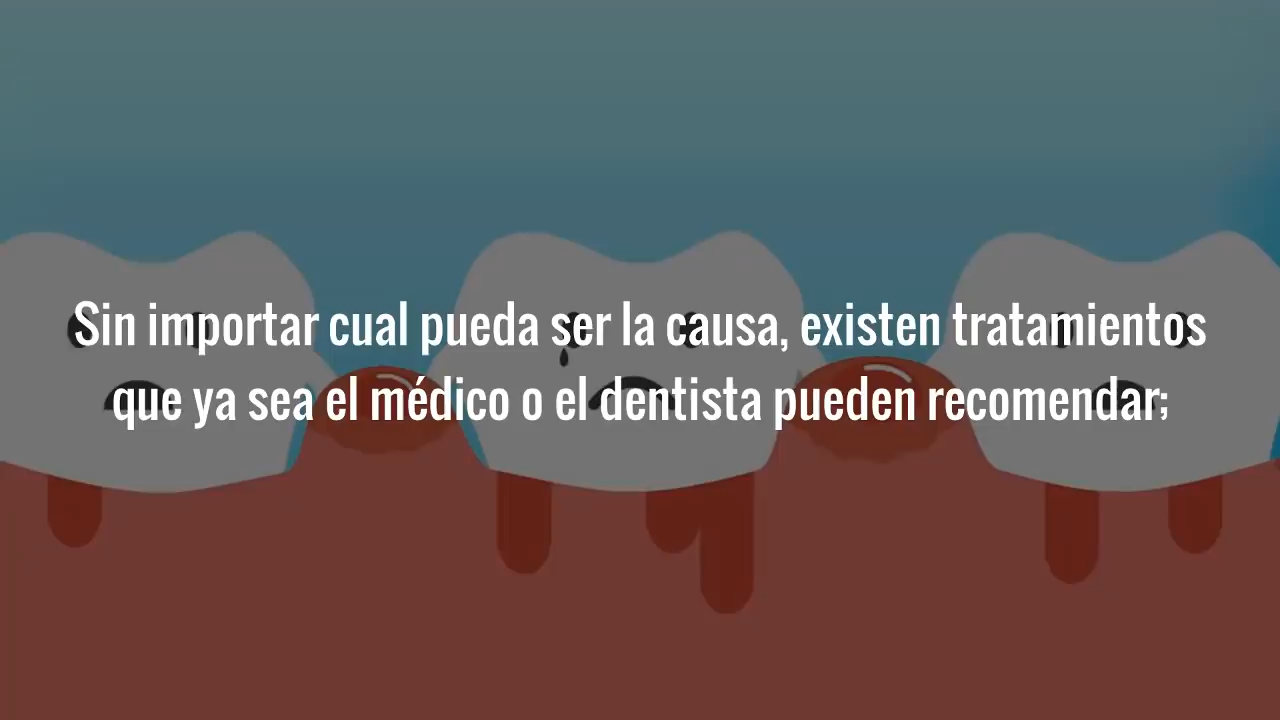 Sin importar cual pueda ser la causa, existen tratamientos
que ya sea el médico o el dentista pueden recomendar;